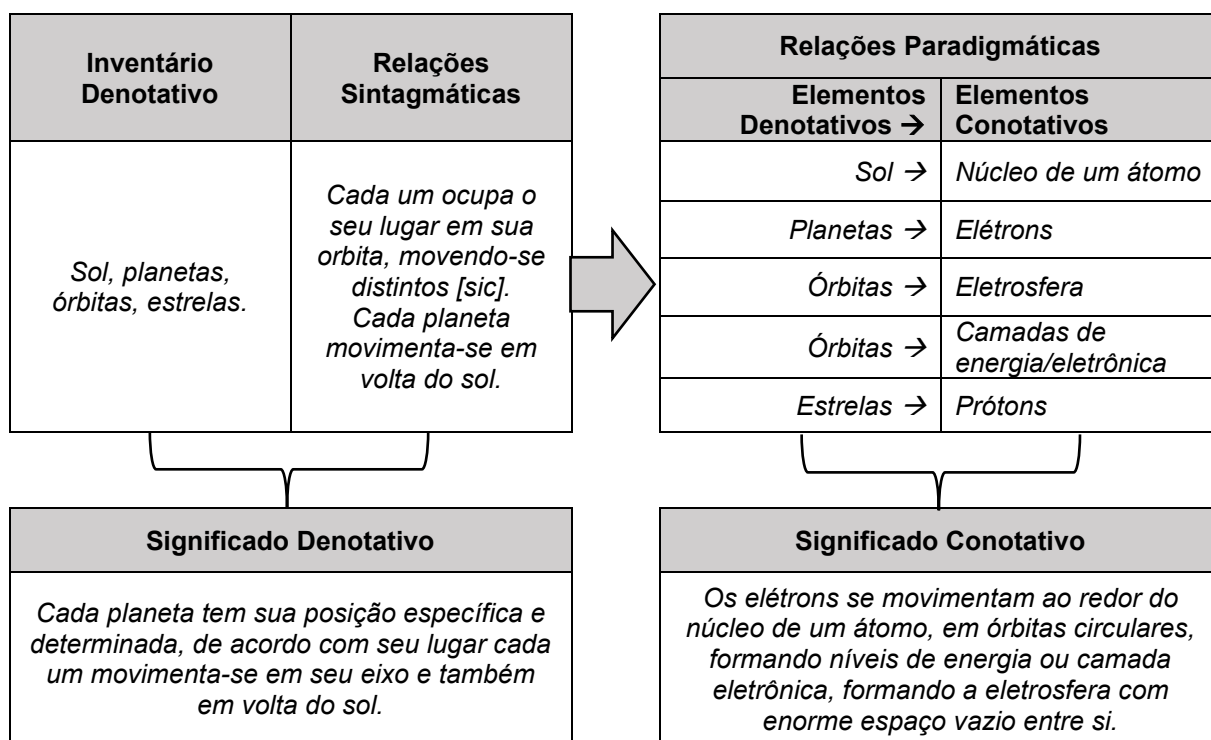 Inventário
Denotativo
Relações
Sintagmáticas
Sol, planetas,
órbitas, estrelas.
Cada um ocupa o
seu lugar em sua
orbita, movendo-se
distintos [sic].
Cada planeta
movimenta-se em
volta do sol.
Relações Paradigmáticas
Elementos
Denotativos →
Elementos
Conotativos
Sol →
Núcleo de um átomo
Planetas →
Elétrons
Órbitas →
Eletrosfera
Órbitas →
Camadas de
energia/eletrônica
Estrelas →
Prótons
Significado Denotativo
Cada planeta tem sua posição específica e
determinada, de acordo com seu lugar cada
um movimenta-se em seu eixo e também
em volta do sol.
Significado Conotativo
Os elétrons se movimentam ao redor do
núcleo de um átomo, em órbitas circulares,
formando níveis de energia ou camada
eletrônica, formando a eletrosfera com
enorme espaço vazio entre si.